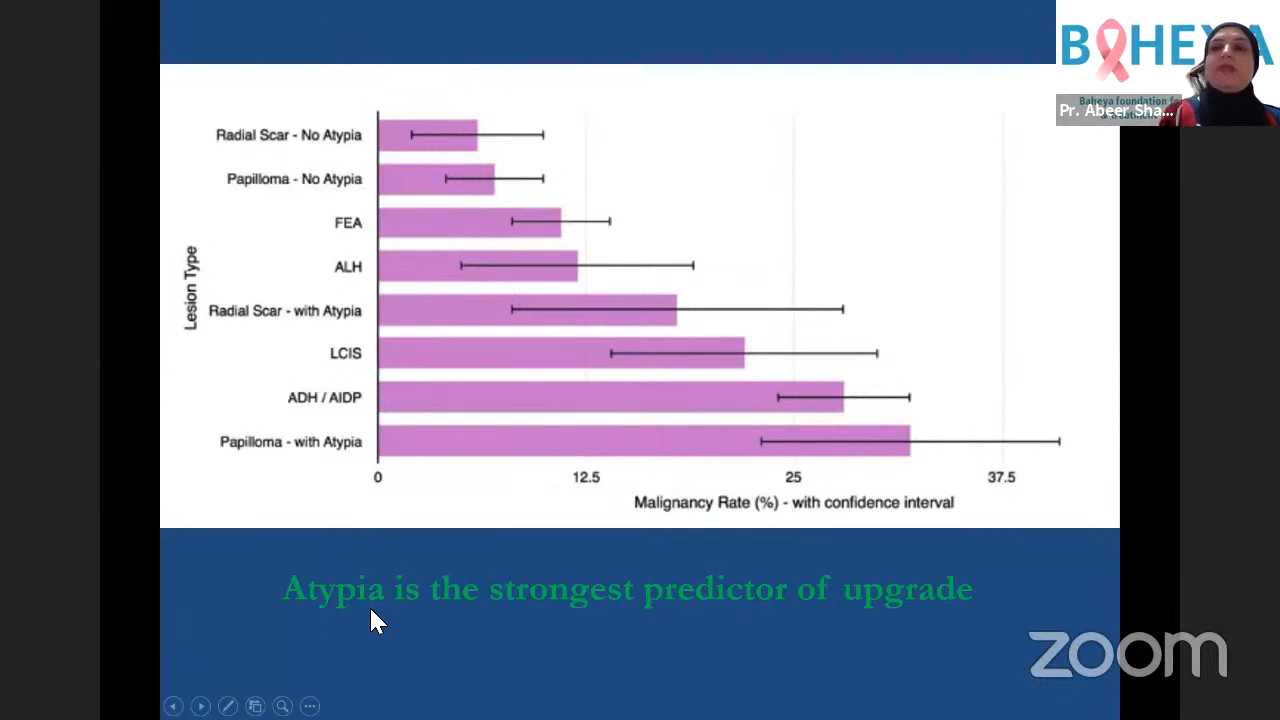 BAHEYA
Baheya foundation fo
& treatment
Pr. Abeer Sha...
Radial Scar - No Atypia
Papilloma - No Atypia
FEA
ALH
Radial Scar - with Atypia
LCIS
ADH / AIDP
Papilloma - with Atypia
Lesion Type
0 12.5 25 37.5
Malignancy Rate (%) - with confidence interval
Atypia is the strongest predictor of upgrade
zoom